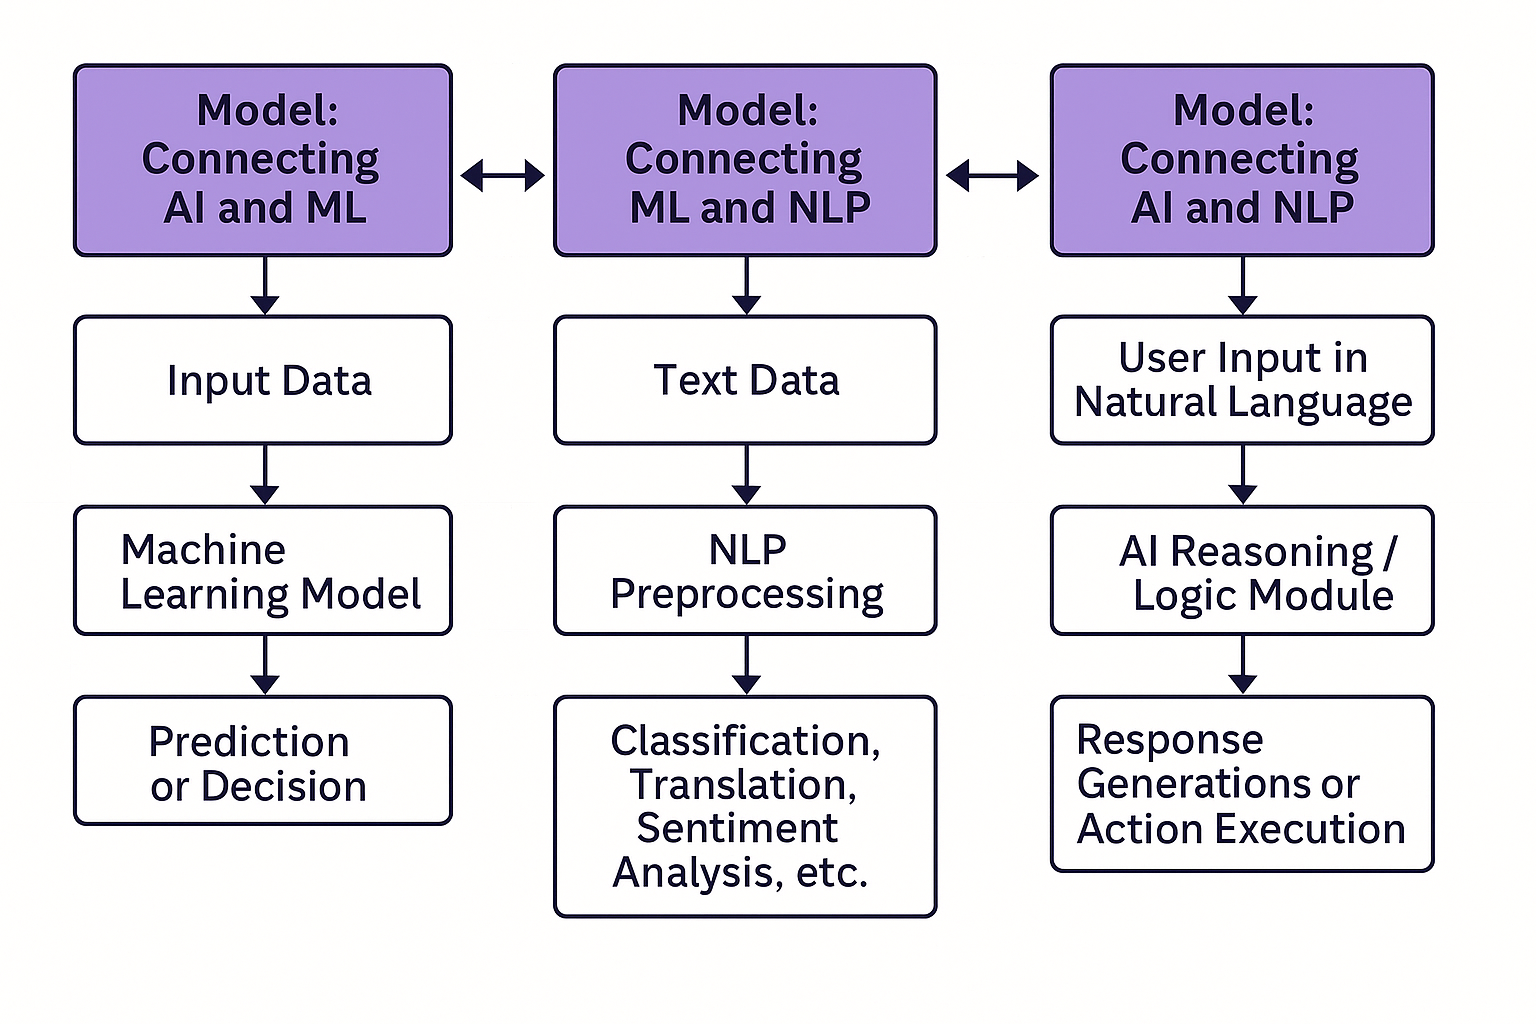 Model:
Connecting
AI and ML
Model:
Connecting
ML and NLP
Model:
Connecting
AI and NLP
Input Data
Text Data
User Input in
Natural Language
Machine
Learning Model
NLP
Preprocessing
AI Reasoning /
Logic Module
Prediction
or Decision
Classification,
Translation,
Sentiment
Analysis, etc.
Response
Generations or
Action Execution